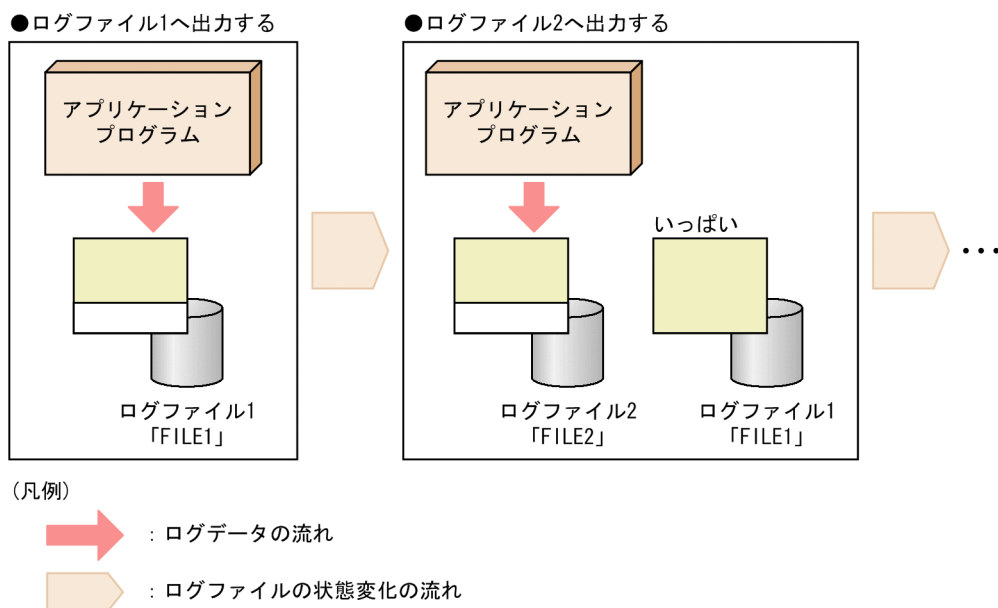 ●ログファイル1へ出力する
アプリケーション
プログラム
ログファイル1
「FILE1」
●ログファイル2へ出力する
アプリケーション
プログラム
いっぱい
ログファイル2
「FILE2」
ログファイル1
「FILE1」
…
(凡例)
：ログデータの流れ
：ログファイルの状態変化の流れ